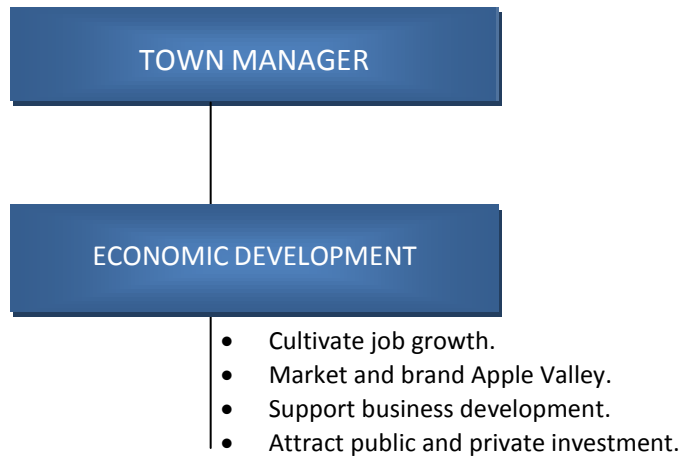 TOWN MANAGER
ECONOMIC DEVELOPMENT
• Cultivate job growth.
• Market and brand Apple Valley.
• Support business development.
• Attract public and private investment.